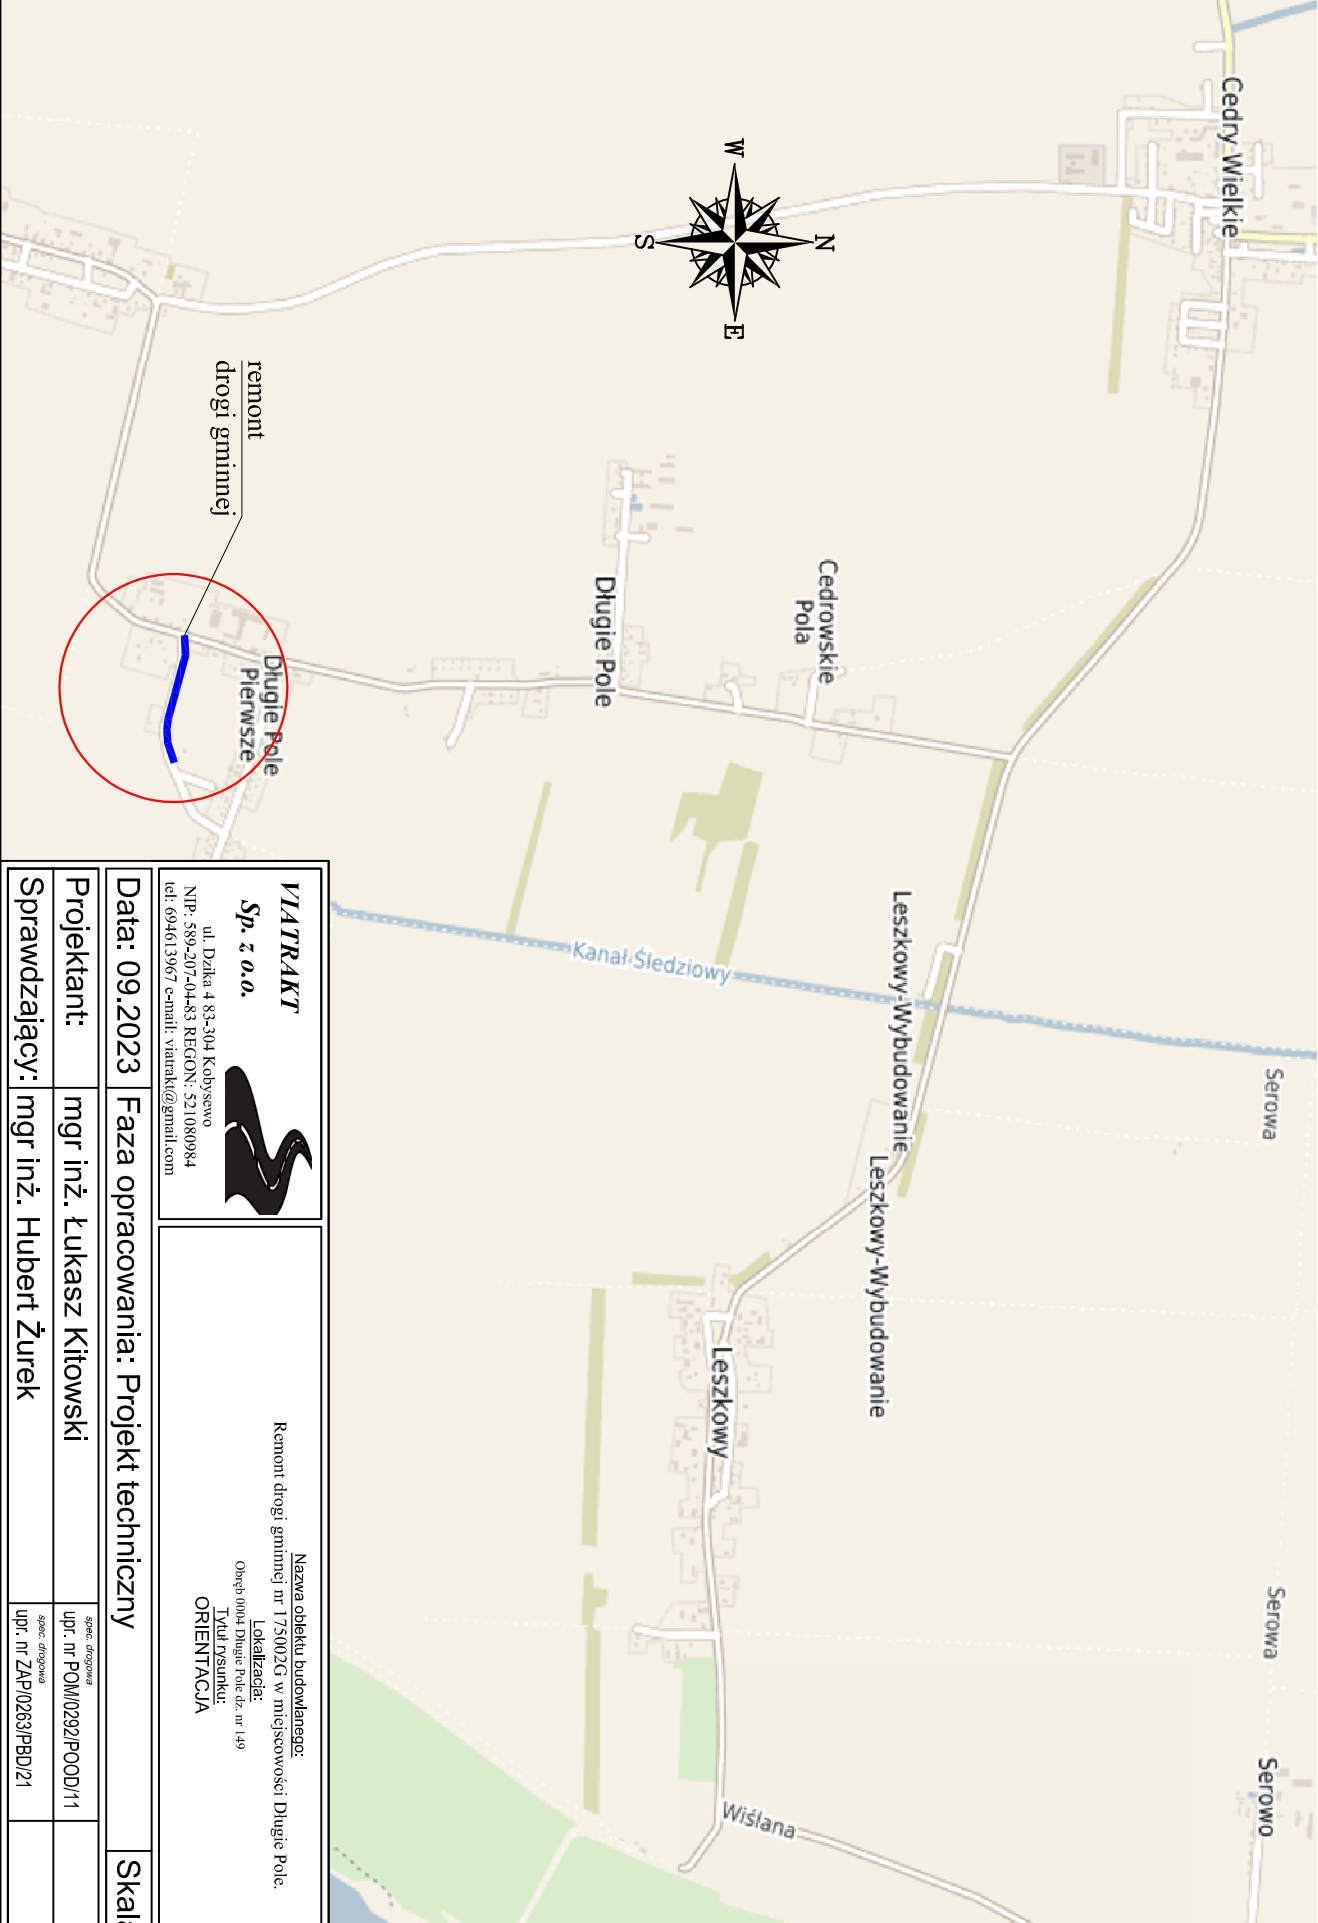 Cedry Wielkie
W
N
S
E
remont
drogi gminnej
Cedrowskie
Pola
Długie Pole
Długie Pole
Pierwsze
Kanał Śledziowy
Leszkowy-Wybudowanie
Leszkowy-Wybudowanie
Leszkowy
Serowa
Serowa
Serowo
Wiślana
VIATRAKT
Sp. z o.o.
ul. Dzika 4 83-304 Kobysewo
NIP: 589-207-04-83 REGON: 521080984
tel: 694613967 e-mail: viatrakt@gmail.com
Nazwa obiektu budowlanego:
Remont drogi gminnej nr 175002G w miejscowości Długie Pole.
Lokalizacja:
Obręb 0004 Długie Pole dz. nr 149
Tytuł rysunku:
ORIENTACJA
Data: 09.2023
Faza opracowania: Projekt techniczny
Skala
Projektant:
mgr inż. Łukasz Kitowski
spec. drogowa
upr. nr POM/0292/POOD/11
Sprawdzający:
mgr inż. Hubert Żurek
spec. drogowa
upr. nr ZAP/0263/PBD/21